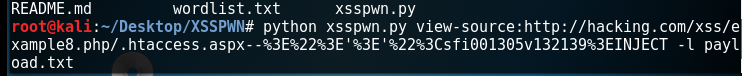 README.md wordlist.txt xsspwn.py
root@kali:~/Desktop/XSSPWN# python xsspwn.py view-source:http://hacking.com/xss/e
xample8.php/.htaccess.aspx--%3E%22%3E'%3E'%22%3Csfi001305v132139%3EINJECT -l payl
oad.txt